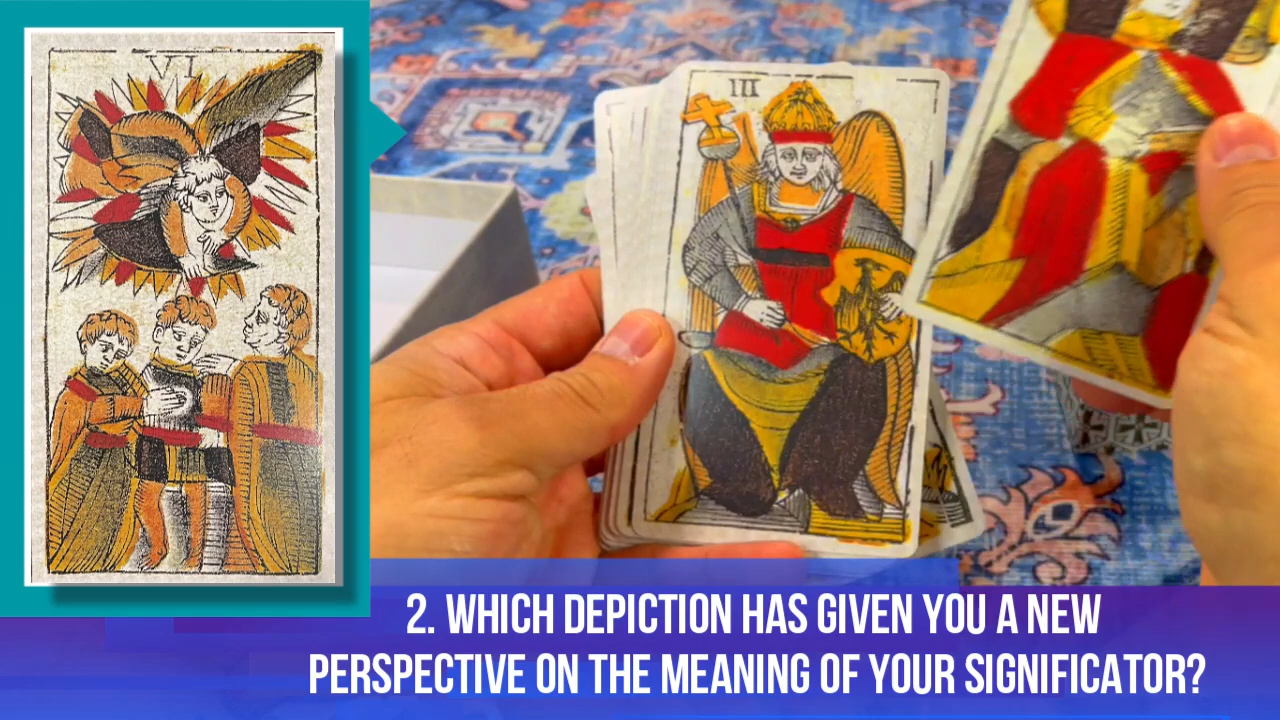 VI
III
2. WHICH DEPICTION HAS GIVEN YOU A NEW
PERSPECTIVE ON THE MEANING OF YOUR SIGNIFICATOR?